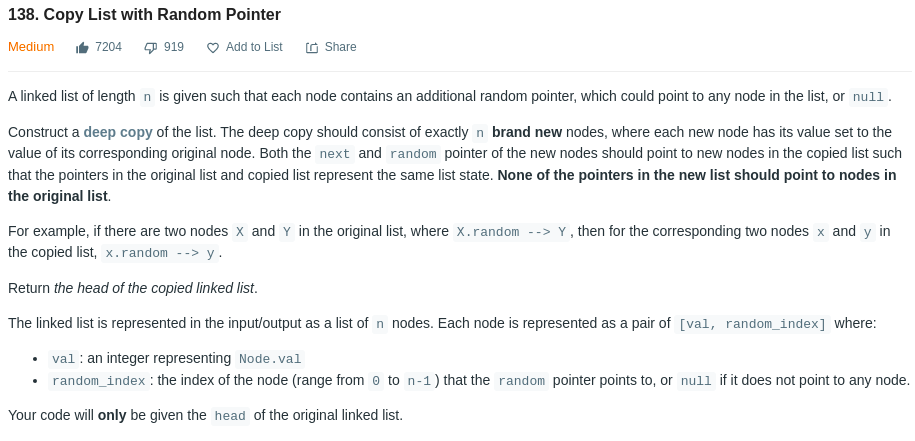 138. Copy List with Random Pointer
Medium 7204 919 Add to List Share
A linked list of length n is given such that each node contains an additional random pointer, which could point to any node in the list, or null.
Construct a deep copy of the list. The deep copy should consist of exactly n brand new nodes, where each new node has its value set to the
value of its corresponding original node. Both the next and random pointer of the new nodes should point to new nodes in the copied list such
that the pointers in the original list and copied list represent the same list state. None of the pointers in the new list should point to nodes in
the original list.
For example, if there are two nodes X and Y in the original list, where X.random --> Y, then for the corresponding two nodes x and y in
the copied list, x.random --> y.
Return the head of the copied linked list.
The linked list is represented in the input/output as a list of n nodes. Each node is represented as a pair of [val, random_index] where:
• val: an integer representing Node.val
• random_index: the index of the node (range from 0 to n-1) that the random pointer points to, or null if it does not point to any node.
Your code will only be given the head of the original linked list.